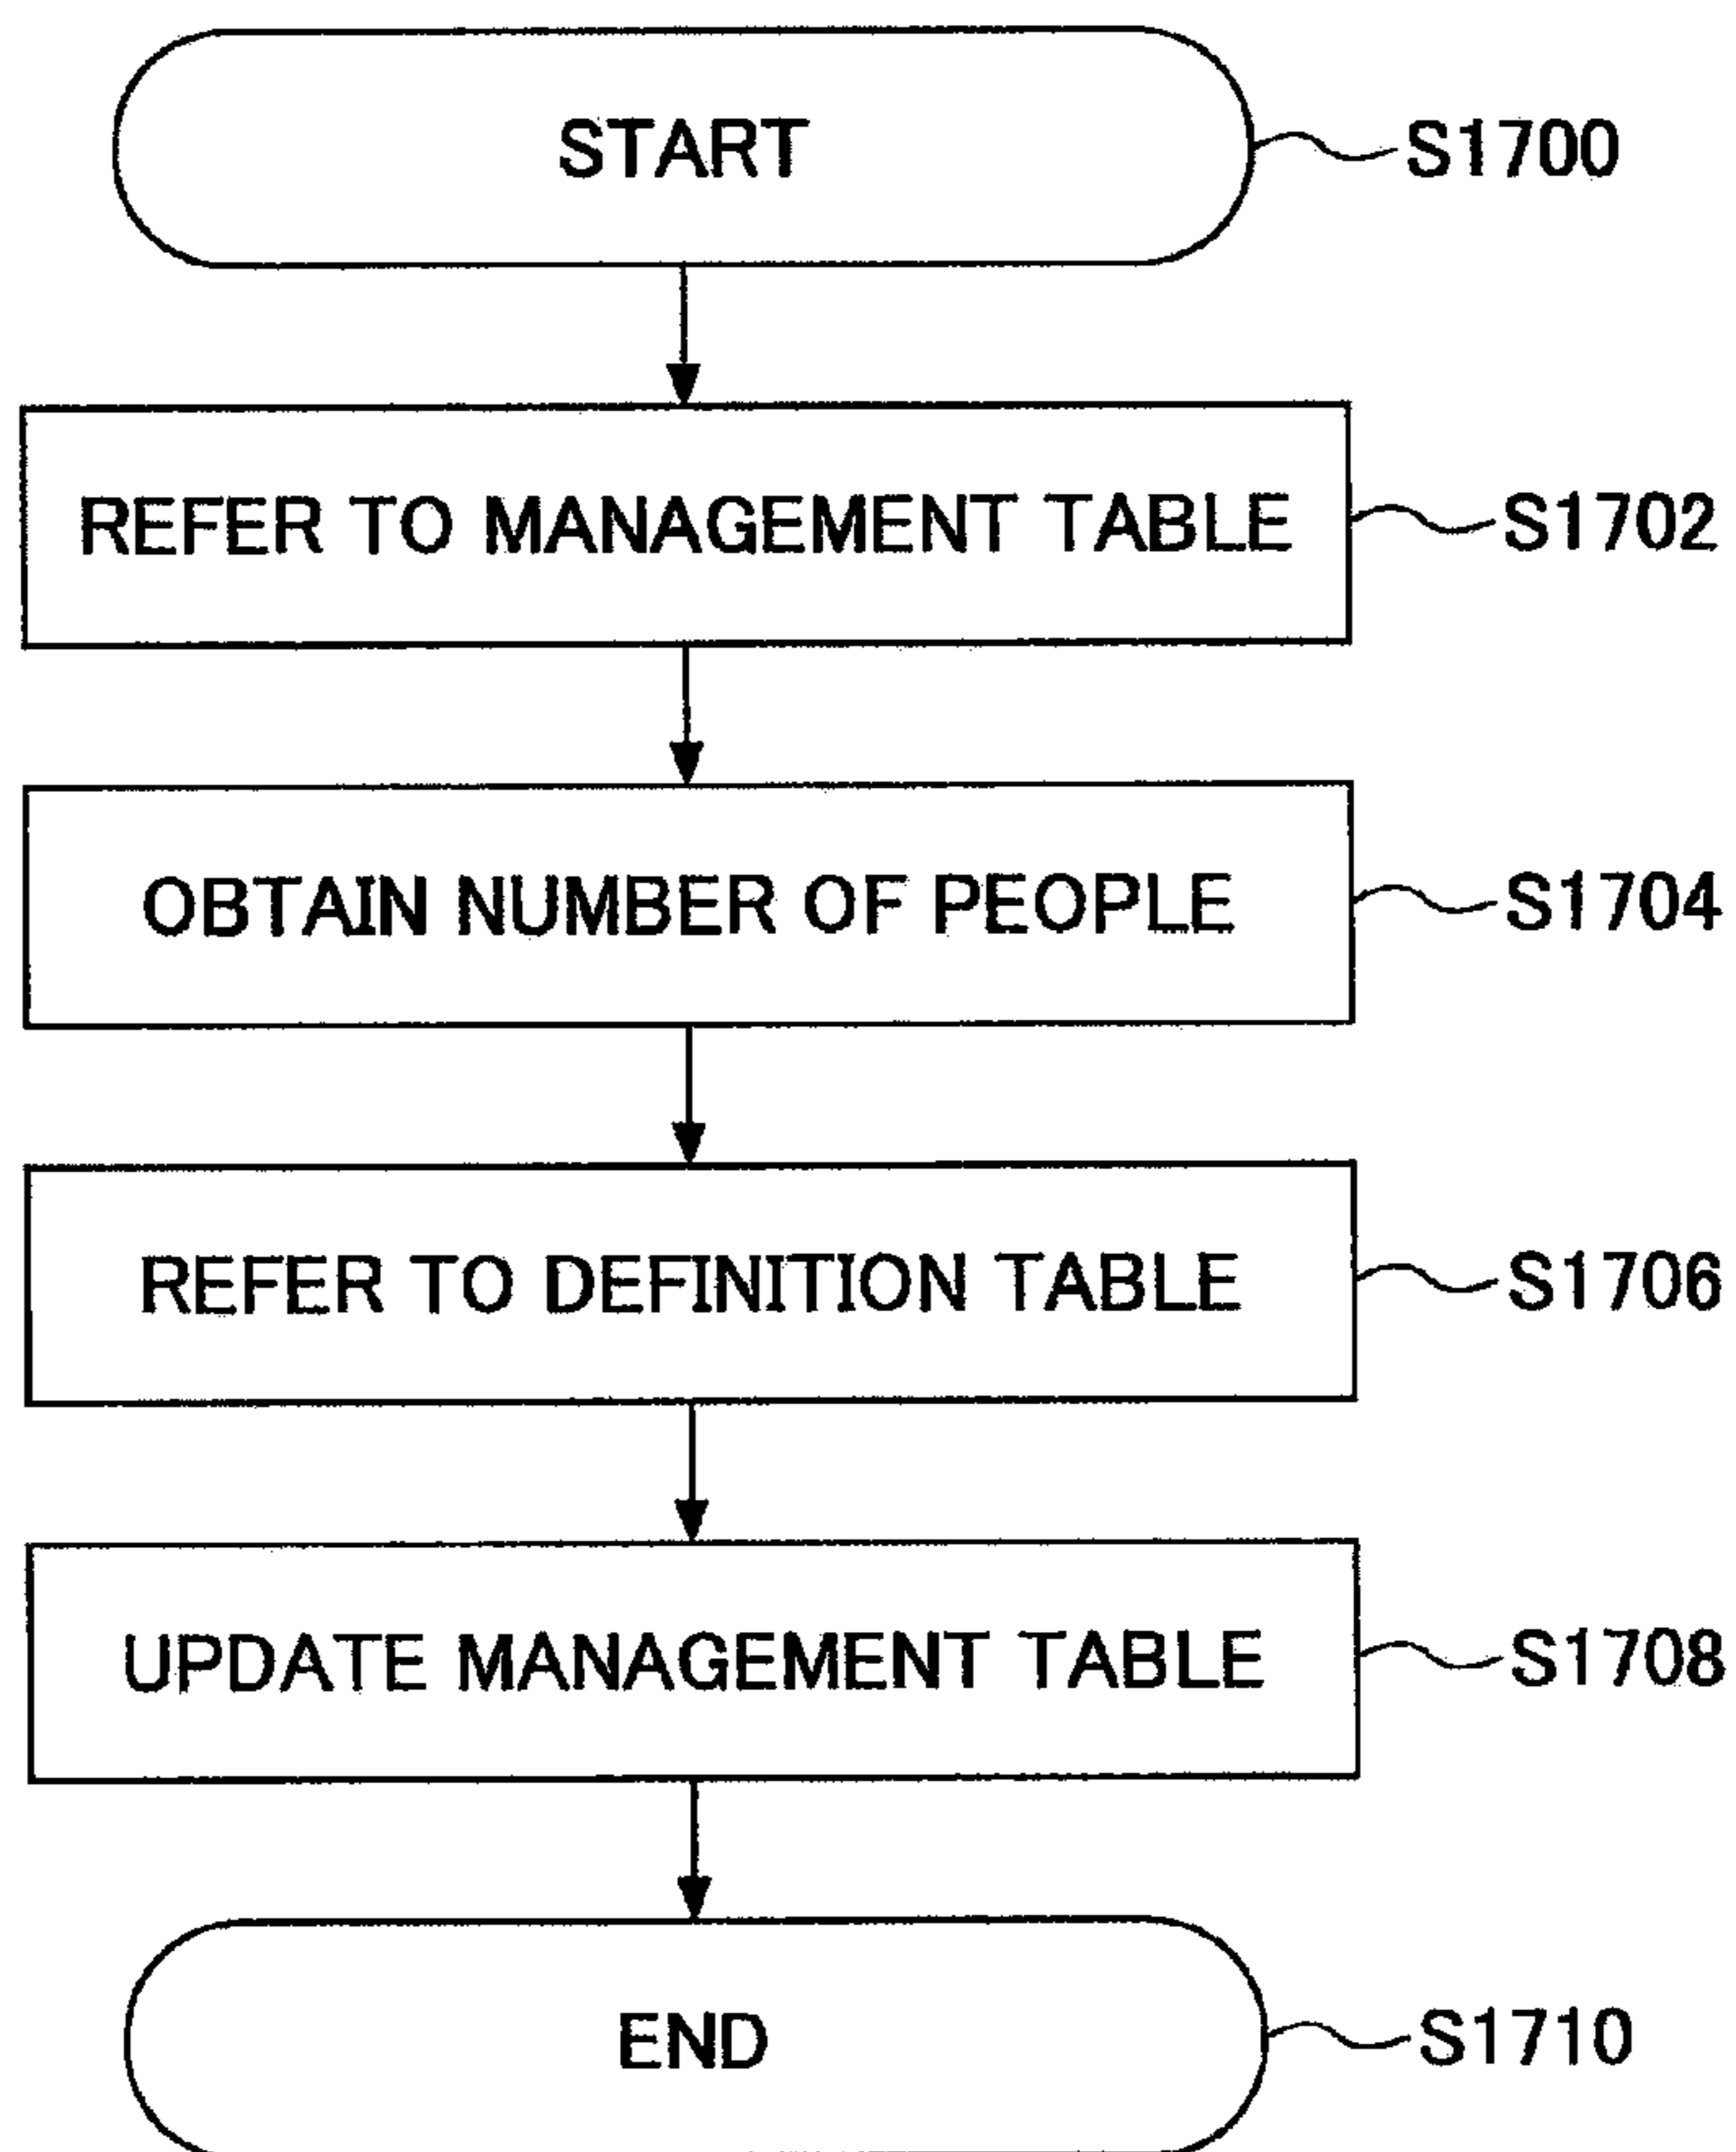 START
S1700
REFER TO MANAGEMENT TABLE
S1702
OBTAIN NUMBER OF PEOPLE
S1704
REFER TO DEFINITION TABLE
S1706
UPDATE MANAGEMENT TABLE
S1708
END
S1710